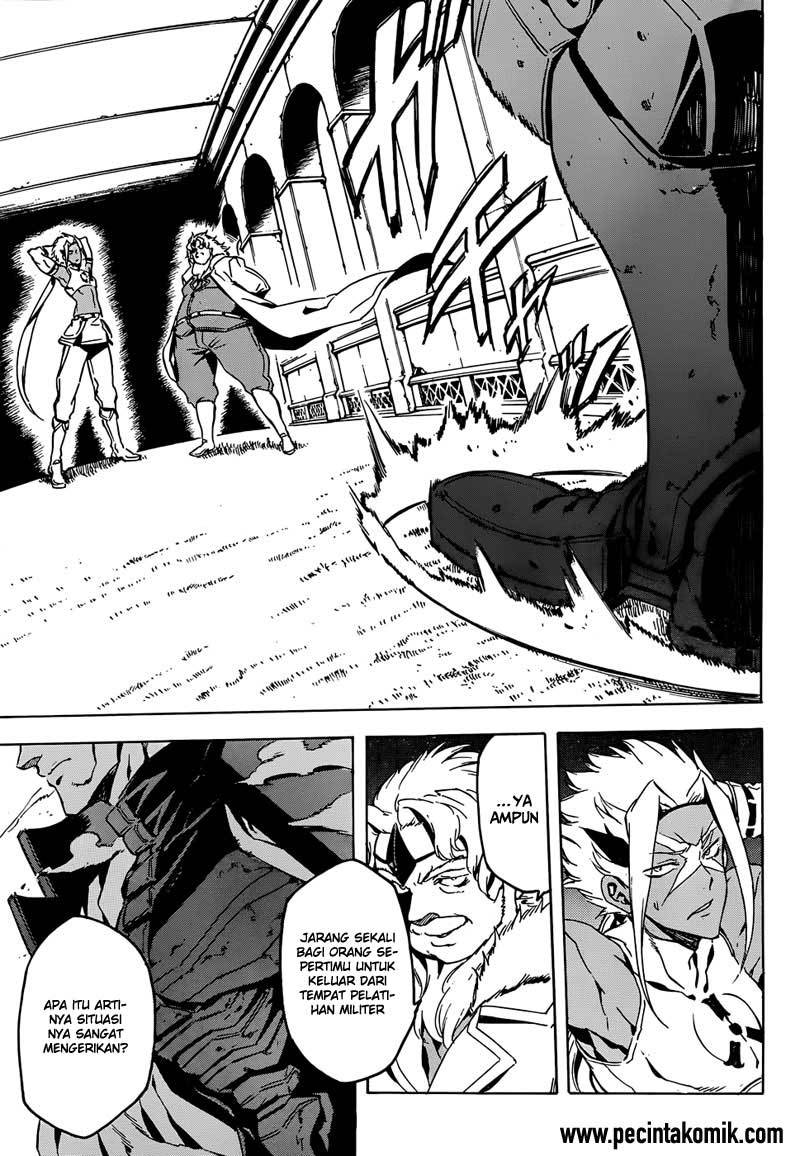 ...YA
AMPUN
JARANG SEKALI
BAGI ORANG SE-
PERTIMU UNTUK
KELUAR DARI
TEMPAT PELATI-
HAN MILITER
APA ITU ARTI-
NYA SITUASI
NYA SANGAT
MENGERIKAN?
www.pecintakomik.com